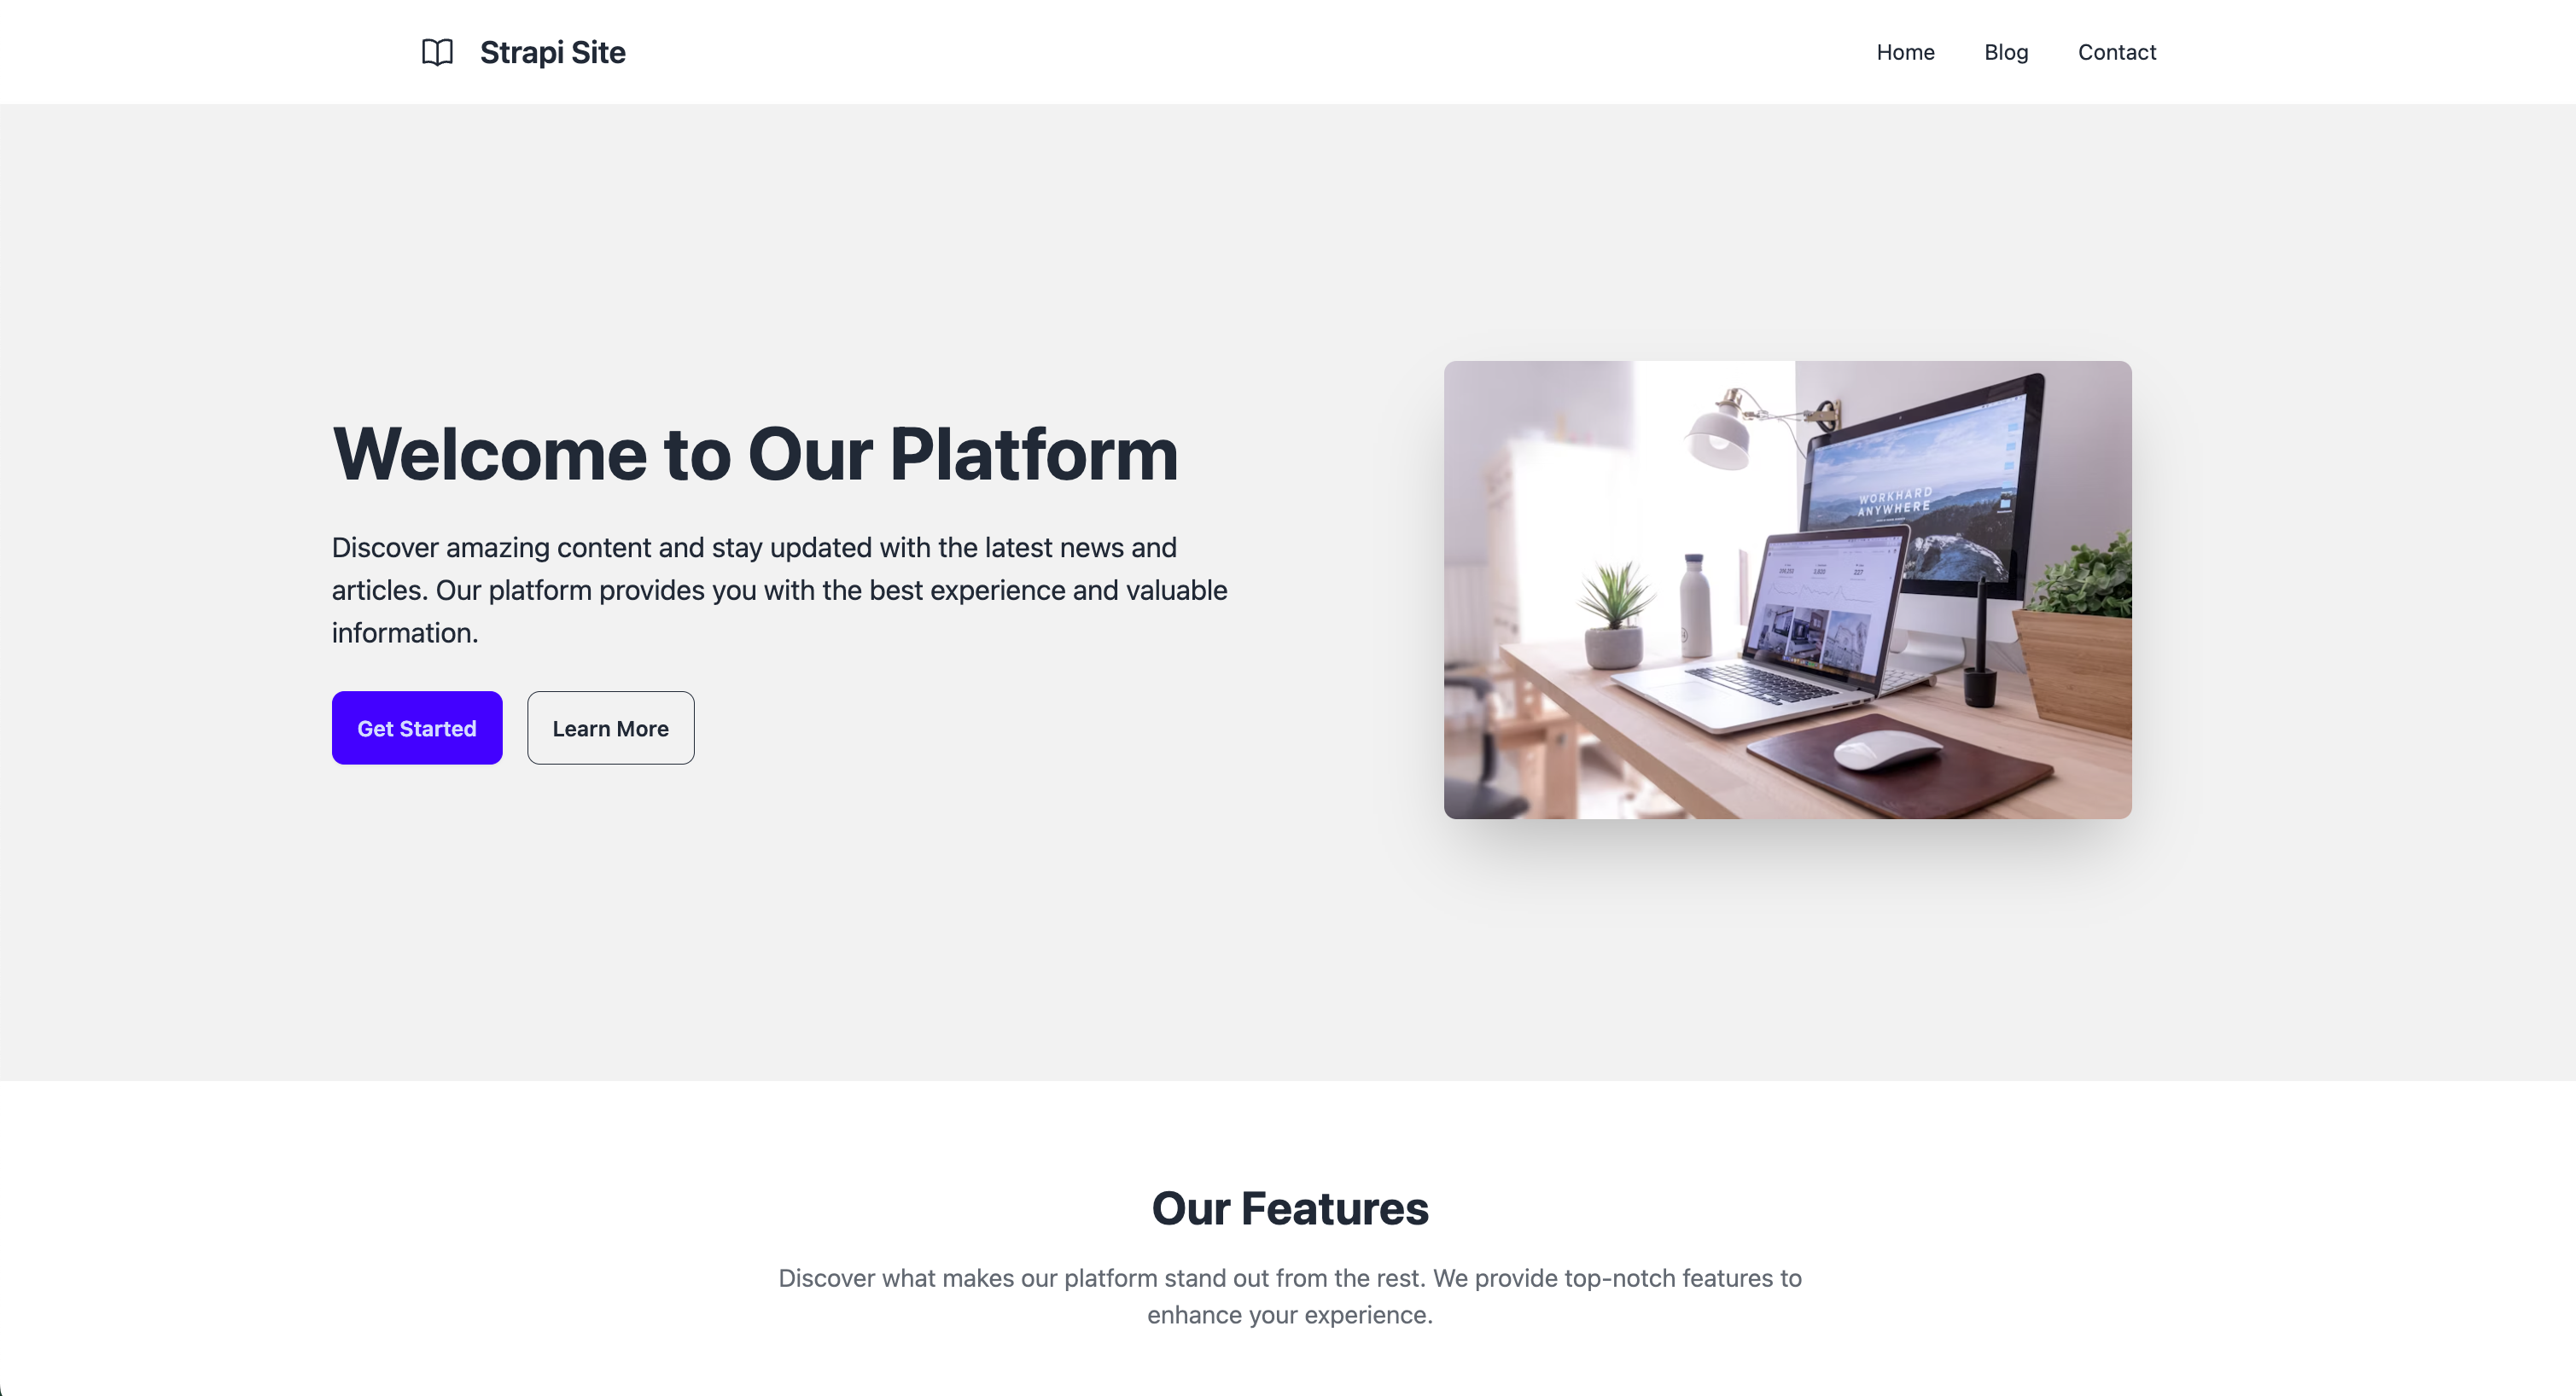 Strapi Site
Home Blog Contact
Welcome to Our Platform
Discover amazing content and stay updated with the latest news and
articles. Our platform provides you with the best experience and valuable
information.
Get Started
Learn More
WORKHARD
ANYWHERE
Our Features
Discover what makes our platform stand out from the rest. We provide top-notch features to
enhance your experience.